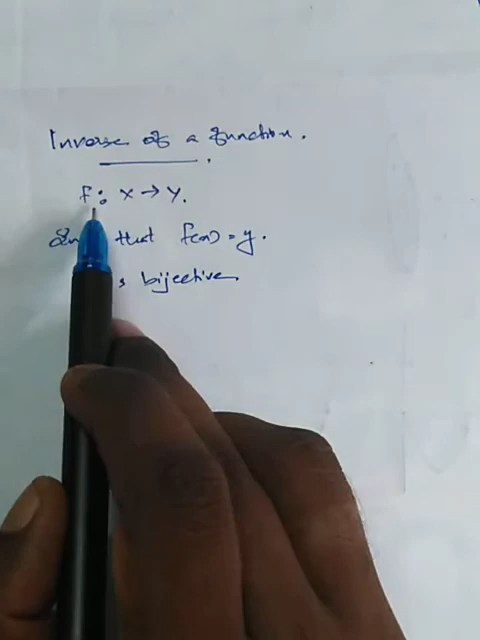 Inverse of a function.
f: X → Y.
that f(x) = y.
s bijective